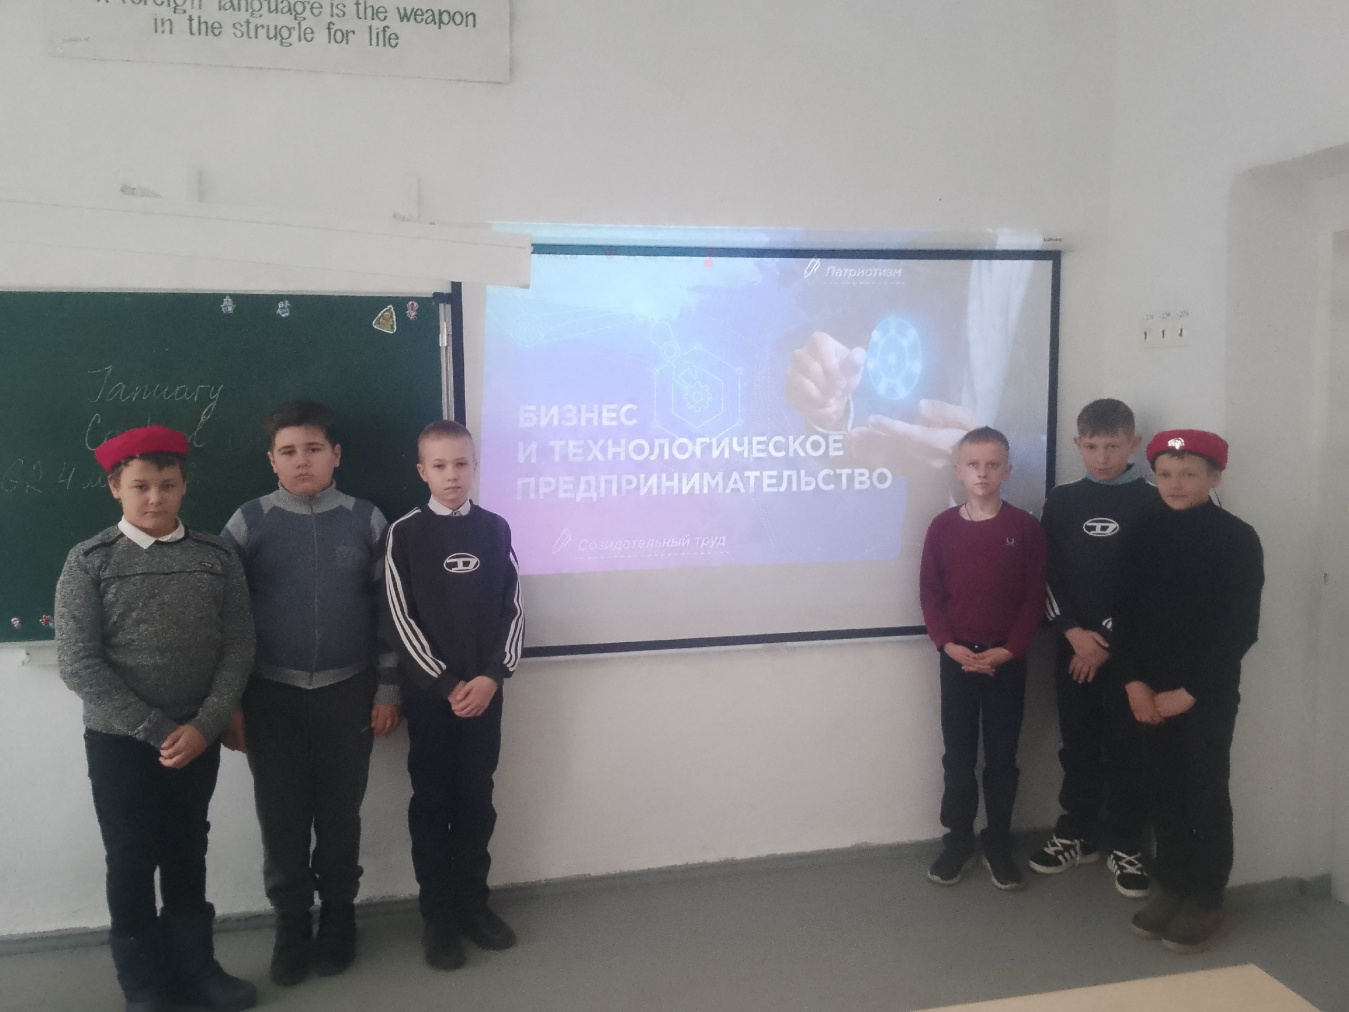 foreign language is the weapon
in the strugle for life
Патриотизм
January
БИЗНЕС
И ТЕХНОЛОГИЧЕСКОЕ
ПРЕДПРИНИМАТЕЛЬСТВО
Созидательный труд